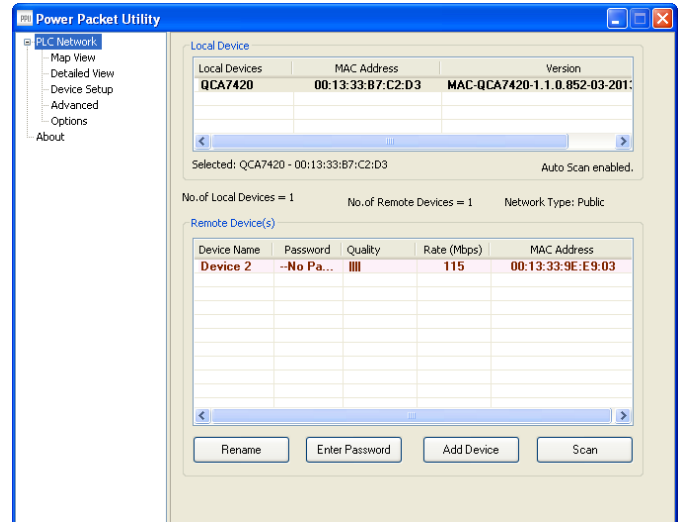 PPU Power Packet Utility
PLC Network
Map View
Detailed View
Device Setup
Advanced
Options
About
Local Device
Local Devices MAC Address Version
QCA7420 00:13:33:B7:C2:D3 MAC-QCA7420-1.1.0.852-03-2013
Selected: QCA7420 - 00:13:33:B7:C2:D3 Auto Scan enabled.
No.of Local Devices = 1 No.of Remote Devices = 1 Network Type: Public
Remote Device(s)
Device Name Password Quality Rate (Mbps) MAC Address
Device 2 --No Pa... 115 00:13:33:9E:E9:03
Rename Enter Password Add Device Scan